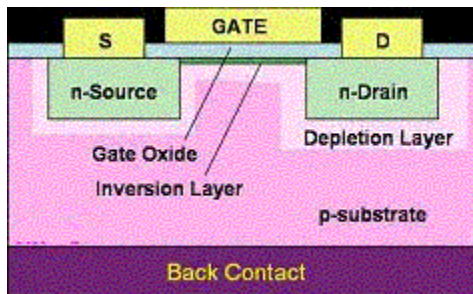 GATE
S
D
n-Source
n-Drain
Depletion Layer
Gate Oxide
Inversion Layer
p-substrate
Back Contact